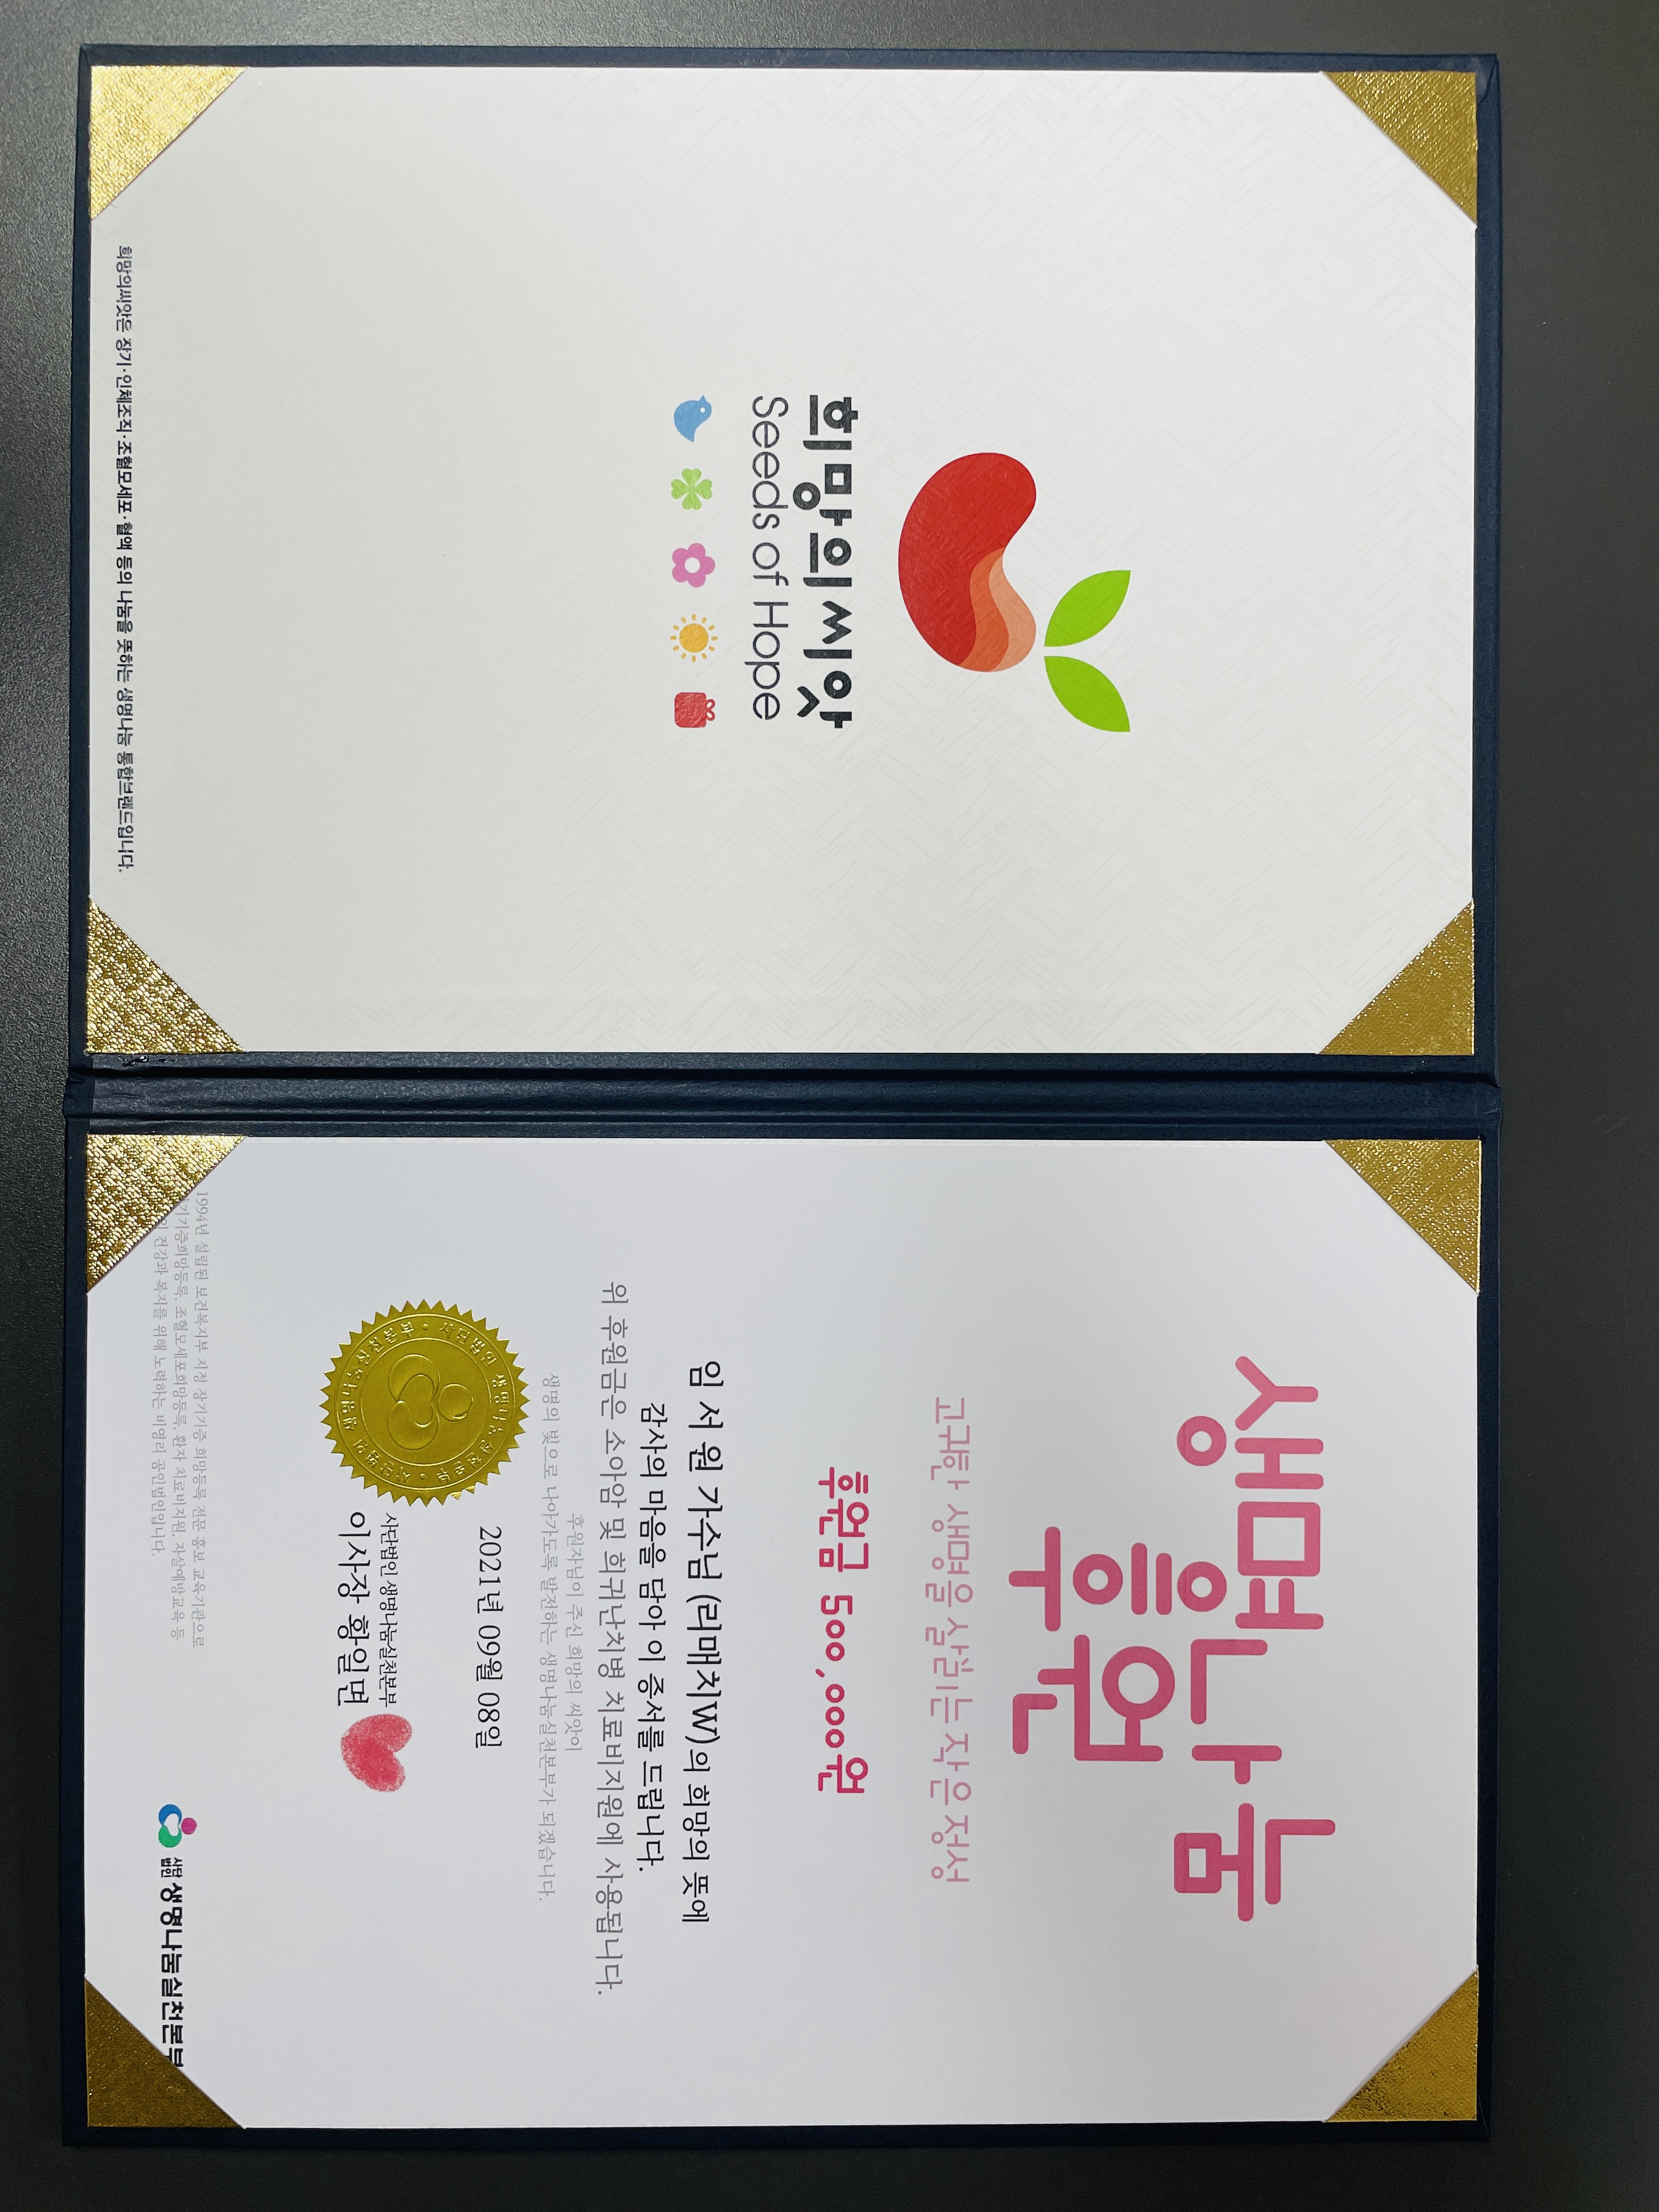 희망의씨앗
Seeds of Hope
희망의씨앗은 장기·인체조직·조혈모세포·혈액 등의 나눔을 뜻하는 생명나눔 통합브랜드입니다.
생명나눔
후원
고귀한 생명을 살리는 작은 정성
후원금 500,000원
임 서 원 가수님 (리매치W)의 희망의 뜻에
감사의 마음을 담아 이 증서를 드립니다.
위 후원금은 소아암 및 희귀난치병 치료비지원에 사용됩니다.
후원자님이 주신 희망의 씨앗이
생명의 빛으로 나아가도록 발전하는 생명나눔실천본부가 되겠습니다.
2021년 09월 08일
사단법인 생명나눔실천본부
사단법인 생명나눔실천본부
이사장 황일면
1994년 설립된 보건복지부 지정 장기기증 희망등록 전문 홍보 교육기관으로
기기증희망등록, 조혈모세포희망등록, 환자 치료비지원, 자살예방교육 등
건강과 복지를 위해 노력하는 비영리 공인법인입니다.
사단법인 생명나눔실천본부